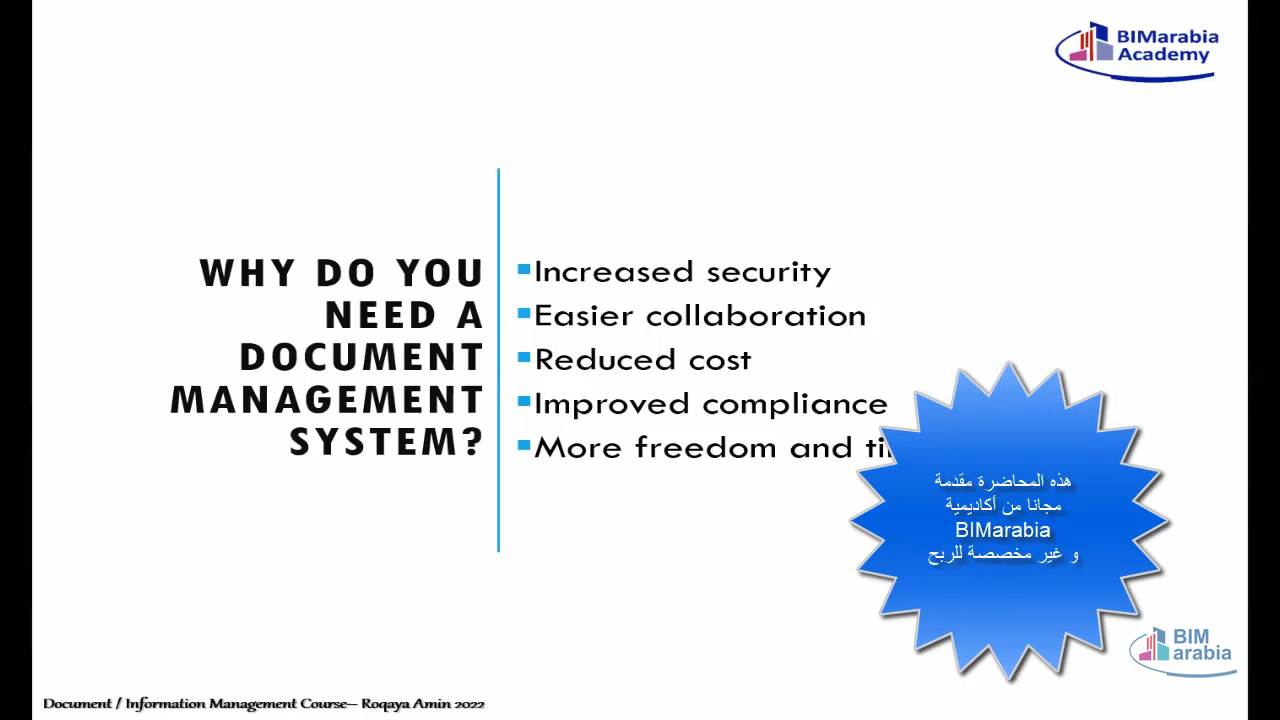 BIMarabia
Academy
WHY DO YOU
NEED A
DOCUMENT
MANAGEMENT
SYSTEM?
Increased security
Easier collaboration
Reduced cost
Improved compliance
More freedom and
هذه المحاضرة مقدمة
مجانا من أكاديمية
BIMarabia
و غير مخصصة للربح
BIM
arabia
Document / Information Management Course– Roqaya Amin 2022